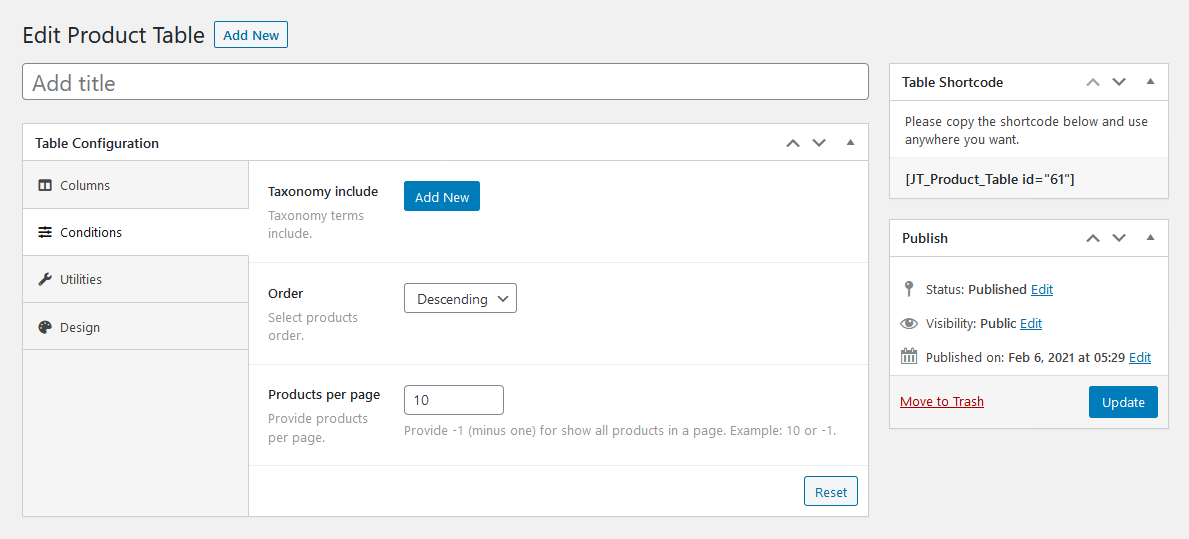 Edit Product Table Add New
Add title
Table Configuration
Columns
Conditions
Utilities
Design
Taxonomy include
Taxonomy terms
include.
Add New
Order
Select products
order.
Descending
Products per page
Provide products
per page.
10
Provide -1 (minus one) for show all products in a page. Example: 10 or -1.
Reset
Table Shortcode
Please copy the shortcode below and use
anywhere you want.
[JT_Product_Table id="61"]
Publish
Status: Published Edit
Visibility: Public Edit
Published on: Feb 6, 2021 at 05:29 Edit
Move to Trash
Update